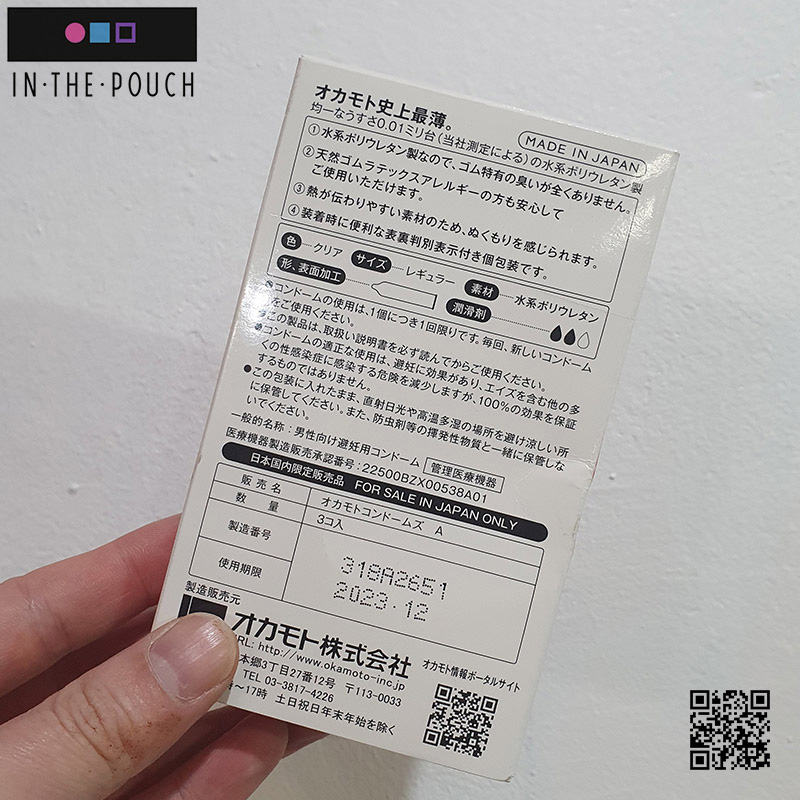 IN·THE·POUCH
オカモト史上最薄。
MADE IN JAPAN
均一なうすさ0.01ミリ台(当社測定による)の水系ポリウレタン製
①水系ポリウレタン製なので、ゴム特有の臭いが全くありません。
②天然ゴムラテックスアレルギーの方も安心して
ご使用いただけます。
③熱が伝わりやすい素材のため、ぬくもりを感じられます。
④装着時に便利な表裏判別表示付き個包装です。
色 クリア サイズ レギュラー 素材 水系ポリウレタン
形、表面加工 潤滑剤
●コンドームの使用は、1個につき1回限りです。毎回、新しいコンドーム
をご使用ください。
●この製品は、取扱い説明書を必ず読んでからご使用ください。
●コンドームの適正な使用は、避妊に効果があり、エイズを含む他の多
くの性感染症に感染する危険を減少しますが、100%の効果を保証
するものではありません。
●この包装に入れたまま、直射日光や高温多湿の場所を避け涼しい所
に保管してください。また、防虫剤等の揮発性物質と一緒に保管しな
いでください。
一般的名称:男性向け避妊用コンドーム 管理医療機器
医療機器製造販売承認番号:22500BZX00538A01
日本国内限定販売品 FOR SALE IN JAPAN ONLY
販売名 オカモトコンドームズ A
数量 3コ入
製造番号 318A2651
使用期限 2023.12
製造販売元
オカモト株式会社
オカモト情報ポータルサイト
RL: http://www.okamoto-inc.jp
本郷3丁目27番12号 〒113-0033
TEL 03-3817-4226
〜17時 土日祝日年末年始を除く